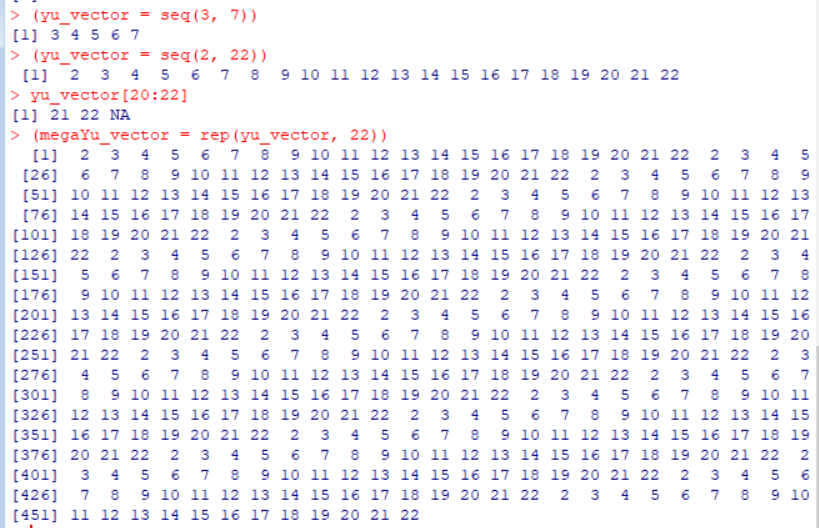 > (yu_vector = seq(3, 7))
[1] 3 4 5 6 7
> (yu_vector = seq(2, 22))
[1] 2 3 4 5 6 7 8 9 10 11 12 13 14 15 16 17 18 19 20 21 22
> yu_vector[20:22]
[1] 21 22 NA
> (megaYu_vector = rep(yu_vector, 22))
[1] 2 3 4 5 6 7 8 9 10 11 12 13 14 15 16 17 18 19 20 21 22 2 3 4 5
[26] 6 7 8 9 10 11 12 13 14 15 16 17 18 19 20 21 22 2 3 4 5 6 7 8 9
[51] 10 11 12 13 14 15 16 17 18 19 20 21 22 2 3 4 5 6 7 8 9 10 11 12 13
[76] 14 15 16 17 18 19 20 21 22 2 3 4 5 6 7 8 9 10 11 12 13 14 15 16 17
[101] 18 19 20 21 22 2 3 4 5 6 7 8 9 10 11 12 13 14 15 16 17 18 19 20 21
[126] 22 2 3 4 5 6 7 8 9 10 11 12 13 14 15 16 17 18 19 20 21 22 2 3 4
[151] 5 6 7 8 9 10 11 12 13 14 15 16 17 18 19 20 21 22 2 3 4 5 6 7 8
[176] 9 10 11 12 13 14 15 16 17 18 19 20 21 22 2 3 4 5 6 7 8 9 10 11 12
[201] 13 14 15 16 17 18 19 20 21 22 2 3 4 5 6 7 8 9 10 11 12 13 14 15 16
[226] 17 18 19 20 21 22 2 3 4 5 6 7 8 9 10 11 12 13 14 15 16 17 18 19 20
[251] 21 22 2 3 4 5 6 7 8 9 10 11 12 13 14 15 16 17 18 19 20 21 22 2 3
[276] 4 5 6 7 8 9 10 11 12 13 14 15 16 17 18 19 20 21 22 2 3 4 5 6 7
[301] 8 9 10 11 12 13 14 15 16 17 18 19 20 21 22 2 3 4 5 6 7 8 9 10 11
[326] 12 13 14 15 16 17 18 19 20 21 22 2 3 4 5 6 7 8 9 10 11 12 13 14 15
[351] 16 17 18 19 20 21 22 2 3 4 5 6 7 8 9 10 11 12 13 14 15 16 17 18 19
[376] 20 21 22 2 3 4 5 6 7 8 9 10 11 12 13 14 15 16 17 18 19 20 21 22 2
[401] 3 4 5 6 7 8 9 10 11 12 13 14 15 16 17 18 19 20 21 22 2 3 4 5 6
[426] 7 8 9 10 11 12 13 14 15 16 17 18 19 20 21 22 2 3 4 5 6 7 8 9 10
[451] 11 12 13 14 15 16 17 18 19 20 21 22